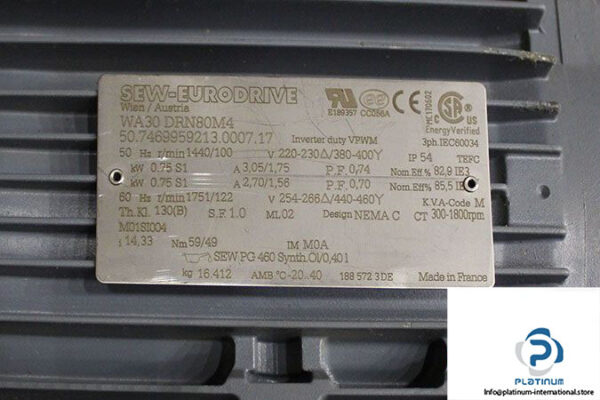 SEW-EURODRIVE
Wien / Austria
WA30 DRN80M4
50.7469959213.0007.17 Inverter duty VPWM 3ph.IEC60034
E189357 CC056A EnergyVerified
50 Hz r/min 1440/100 V 220-230Δ/380-400Y IP 54 TEFC
kW 0.75 S1 A 3,05/1,75 P.F. 0,74 Nom.Eff.% 82,9 IE3
kW 0.75 S1 A 2,70/1,56 P.F. 0,70 Nom.Eff.% 85,5 IE3
60 Hz r/min 1751/122 V 254-266Δ/440-460Y K.V.A-Code M
Th.Kl. 130(B) S.F. 1.0 ML 02 Design NEMA C CT 300-1800rpm
M01SI004
i 14,33 Nm 59/49 IM M0A
SEW PG 460 Synth.Öl/0,40 l
kg 16.412 AMB °C -20..40 188 572 3 DE Made in France
PLATINUM
Info@platinum-international.store